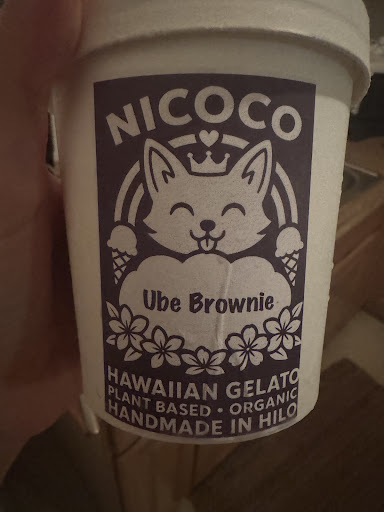 NICOCO
Ube Brownie
HAWAIIAN GELATO
PLANT BASED • ORGANIC
HANDMADE IN HILO